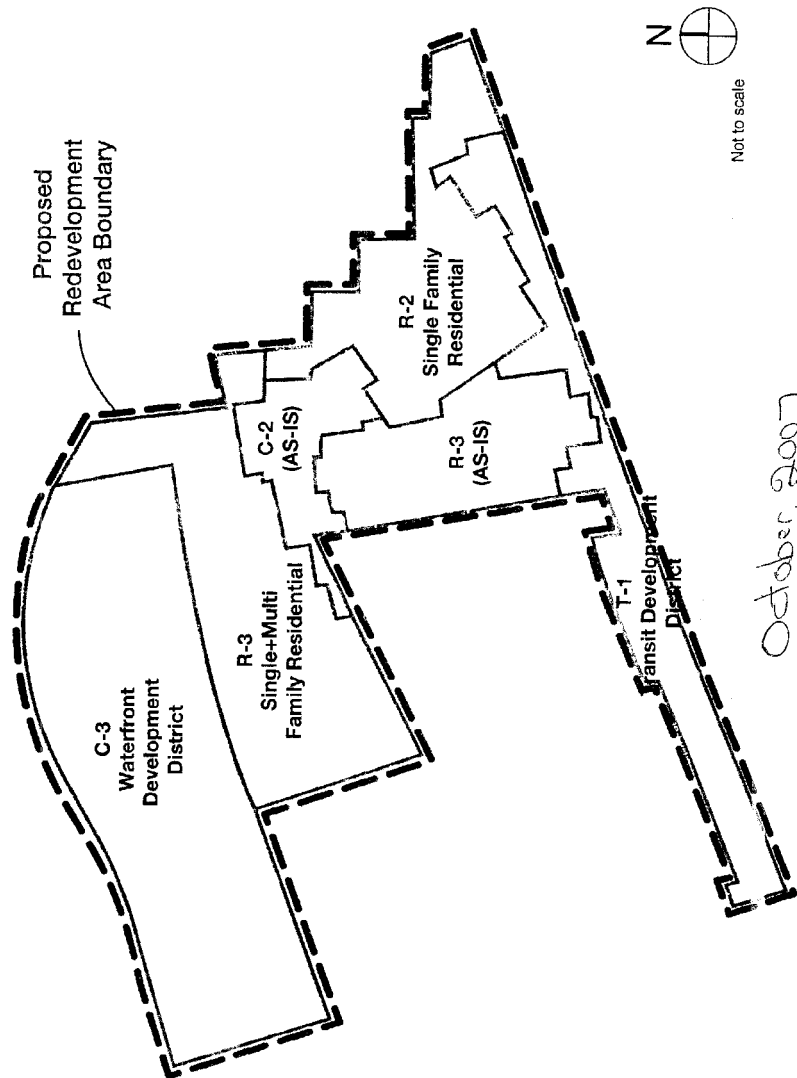 Proposed
Redevelopment
Area Boundary
C-3
Waterfront
Development
District
R-3
Single+Multi
Family Residential
C-2
(AS-IS)
R-3
(AS-IS)
R-2
Single Family
Residential
T-1
Transit Development
District
N
Not to scale
October, 2007